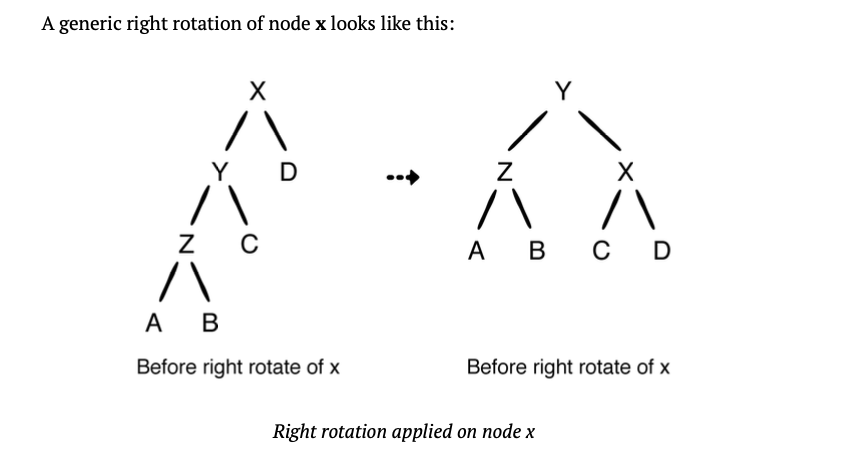 A generic right rotation of node x looks like this:
X Y
Y D Z X
Z C A B C D
A B
Before right rotate of x Before right rotate of x
Right rotation applied on node x